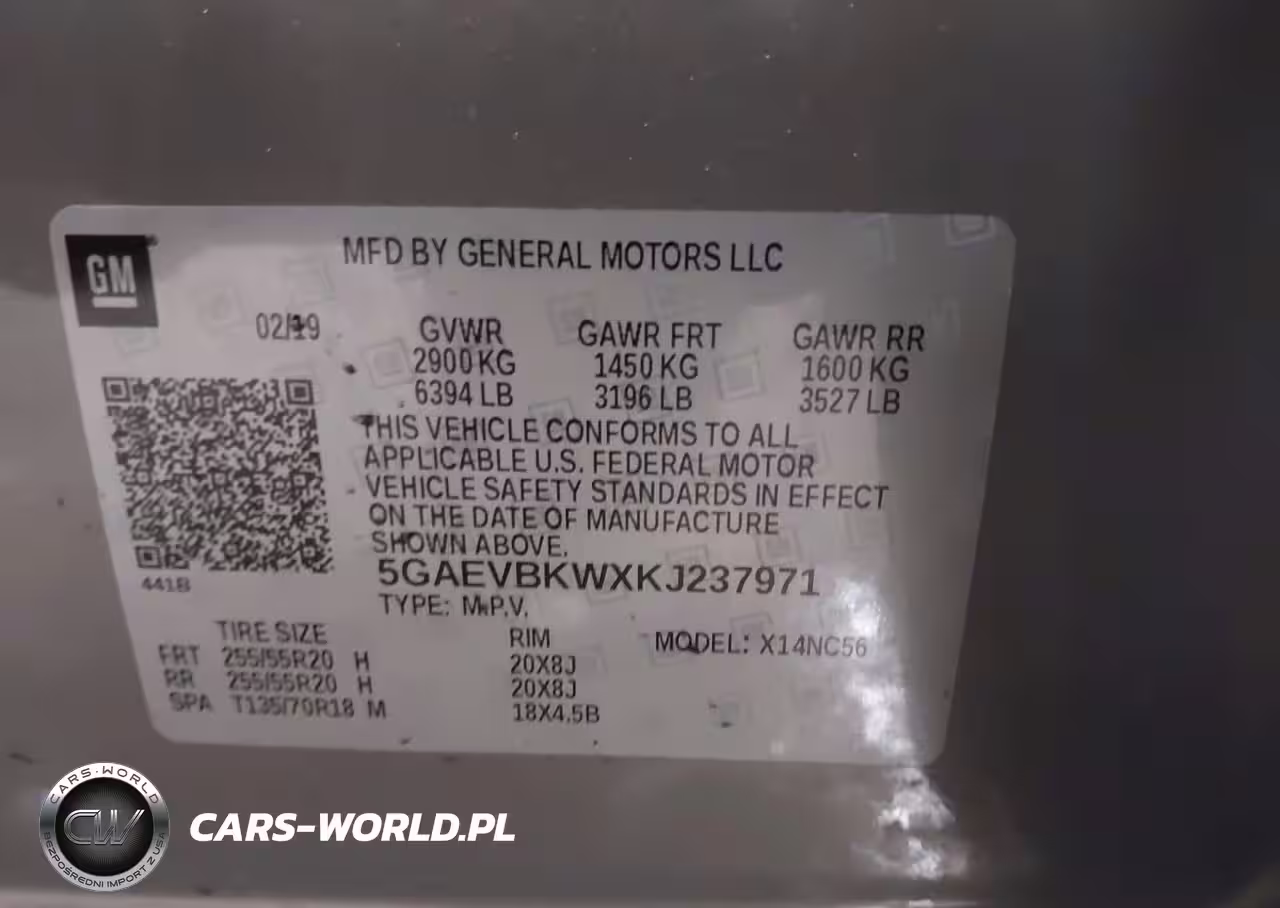 GM
MFD BY GENERAL MOTORS LLC
02/19 GVWR GAWR FRT GAWR RR
2900 KG 1450 KG 1600 KG
6394 LB 3196 LB 3527 LB
THIS VEHICLE CONFORMS TO ALL
APPLICABLE U.S. FEDERAL MOTOR
VEHICLE SAFETY STANDARDS IN EFFECT
ON THE DATE OF MANUFACTURE
SHOWN ABOVE.
441B
5GAEVBKWXKJ237971
TYPE: M.P.V.
TIRE SIZE RIM MODEL: X14NC56
FRT 255/55R20 H 20X8J
RR 255/55R20 H 20X8J
SPA T135/70R18 M 18X4.5B
CARS-WORLD
CW
BEZPOŚREDNI IMPORT Z USA
CARS-WORLD.PL